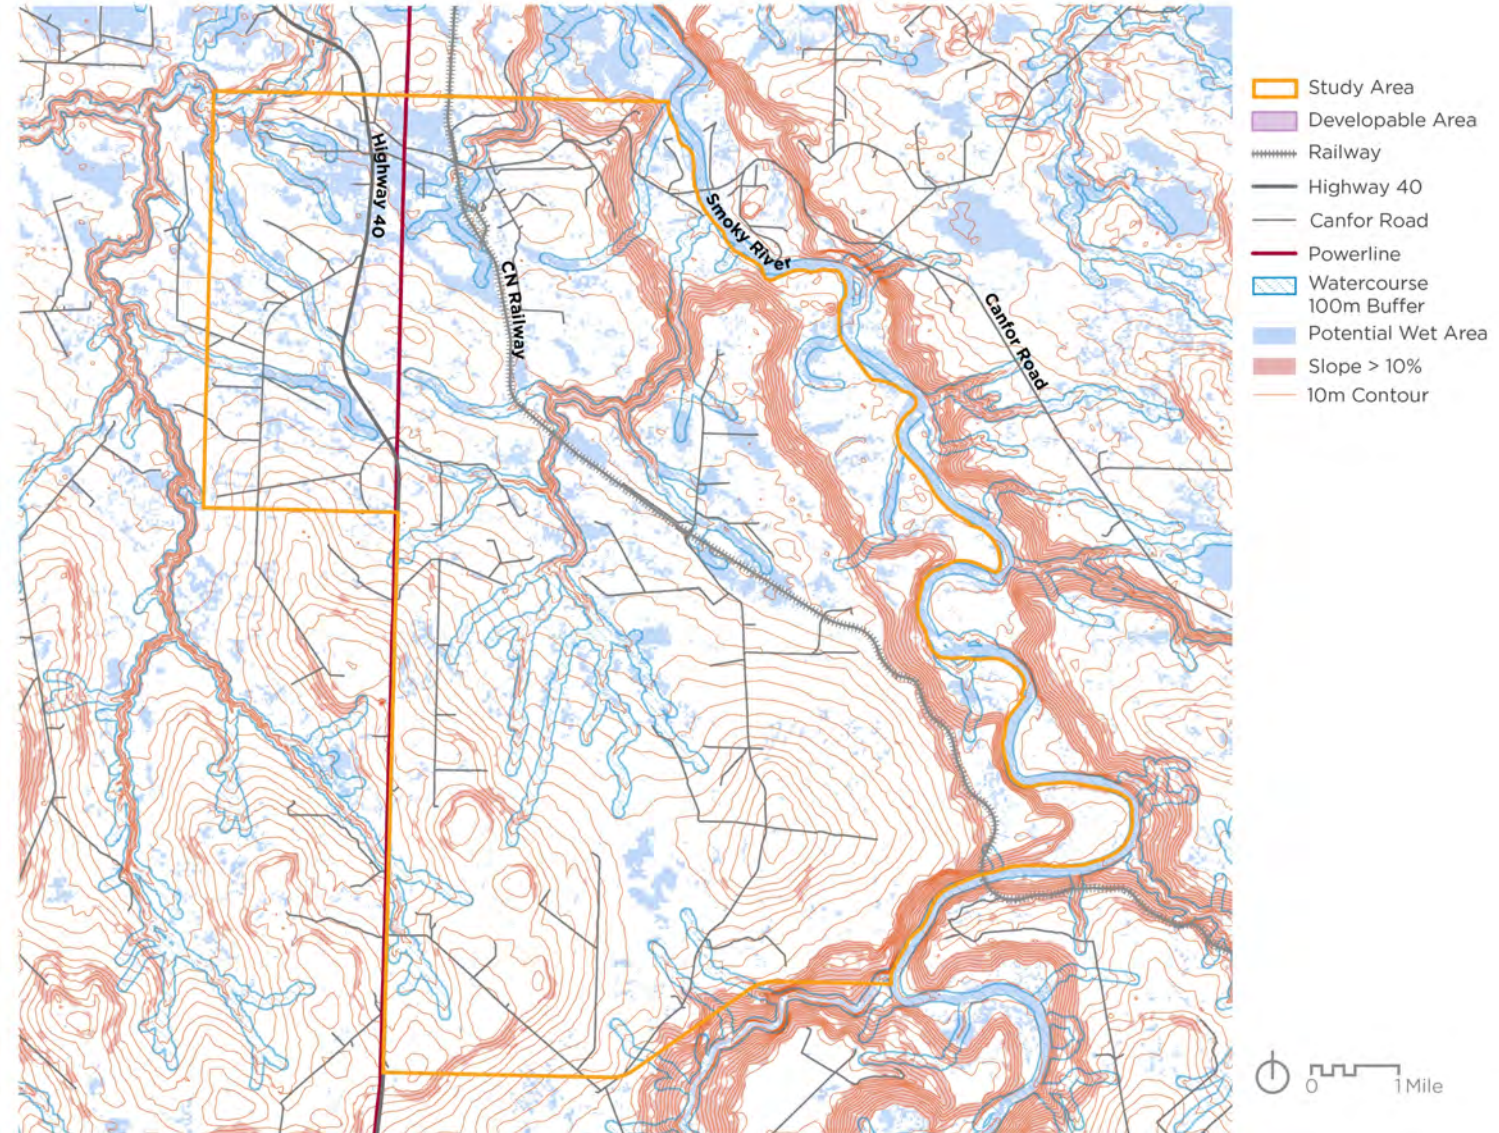 Highway 40
Smoky River
CN Railway
Canfor Road
Study Area
Developable Area
Railway
Highway 40
Canfor Road
Powerline
Watercourse
100m Buffer
Potential Wet Area
Slope > 10%
10m Contour
0 1 Mile